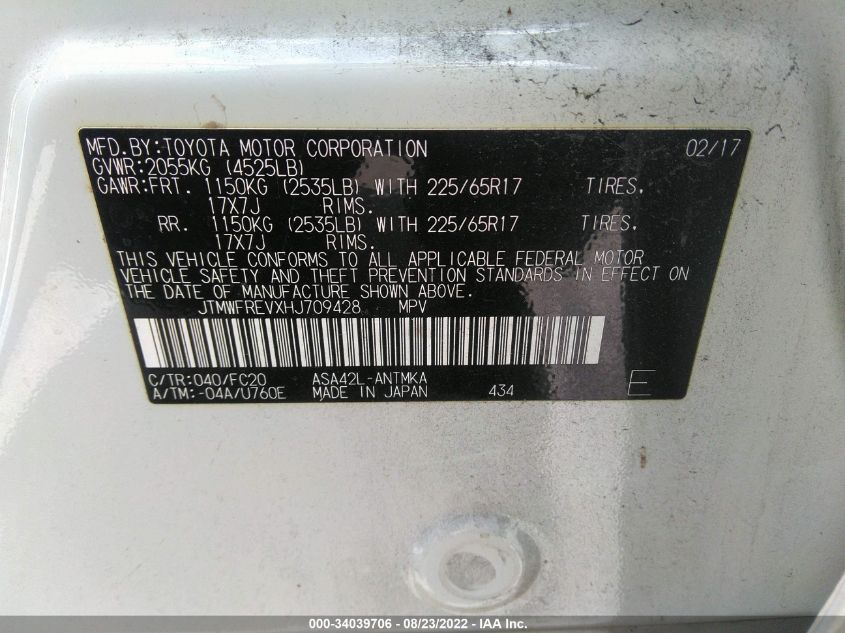 MFD.BY:TOYOTA MOTOR CORPORATION 02/17
GVWR:2055KG (4525LB)
GAWR:FRT. 1150KG (2535LB) WITH 225/65R17 TIRES,
17X7J RIMS.
RR. 1150KG (2535LB) WITH 225/65R17 TIRES,
17X7J RIMS.
THIS VEHICLE CONFORMS TO ALL APPLICABLE FEDERAL MOTOR
VEHICLE SAFETY AND THEFT PREVENTION STANDARDS IN EFFECT ON
THE DATE OF MANUFACTURE SHOWN ABOVE.
JTMWFREVXHJ709428 MPV
C/TR:040/FC20 ASA42L-ANTMKA
A/TM:-04A/U760E MADE IN JAPAN 434 E
000-34039706 - 08/23/2022 - IAA Inc.